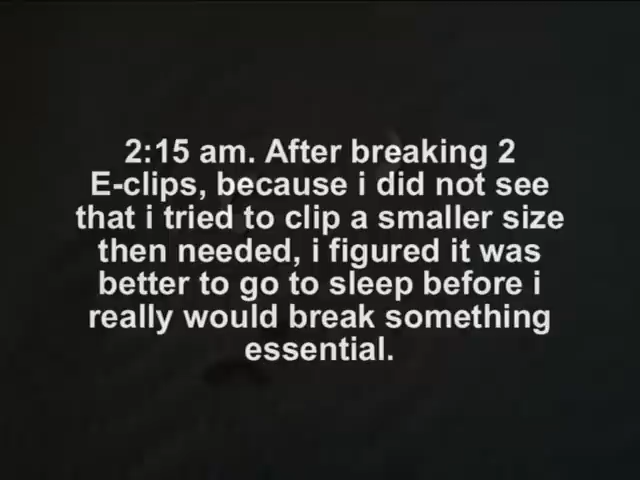 2:15 am. After breaking 2
E-clips, because i did not see
that i tried to clip a smaller size
then needed, i figured it was
better to go to sleep before i
really would break something
essential.